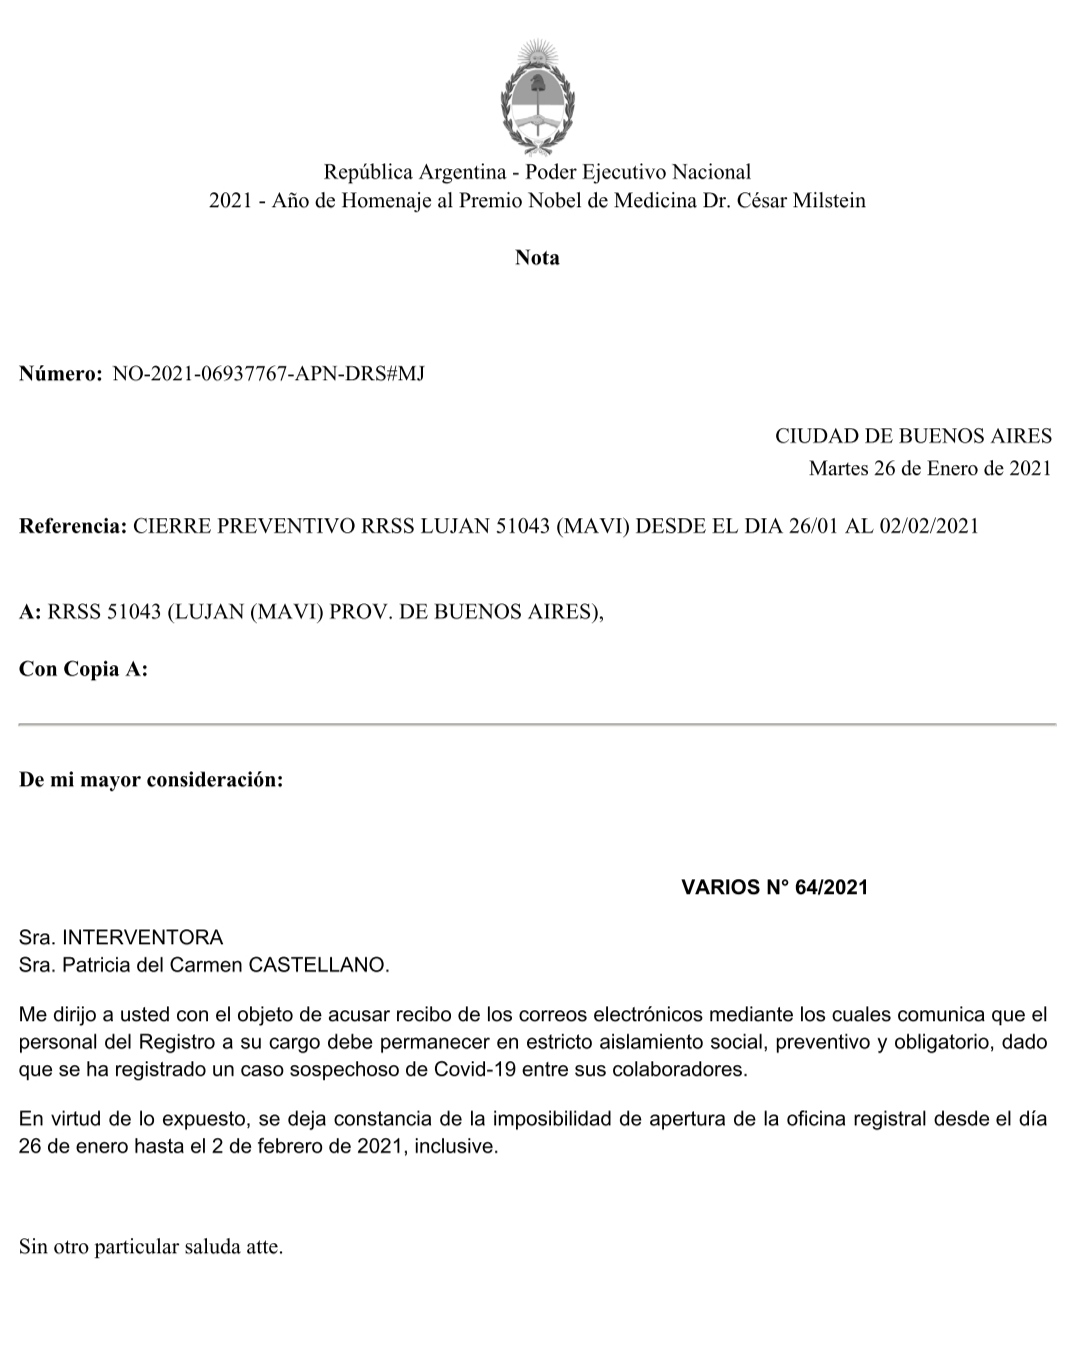 República Argentina - Poder Ejecutivo Nacional
2021 - Año de Homenaje al Premio Nobel de Medicina Dr. César Milstein
Nota
Número: NO-2021-06937767-APN-DRS#MJ
CIUDAD DE BUENOS AIRES
Martes 26 de Enero de 2021
Referencia: CIERRE PREVENTIVO RRSS LUJAN 51043 (MAVI) DESDE EL DIA 26/01 AL 02/02/2021
A: RRSS 51043 (LUJAN (MAVI) PROV. DE BUENOS AIRES),
Con Copia A:
De mi mayor consideración:
VARIOS N° 64/2021
Sra. INTERVENTORA
Sra. Patricia del Carmen CASTELLANO.
Me dirijo a usted con el objeto de acusar recibo de los correos electrónicos mediante los cuales comunica que el
personal del Registro a su cargo debe permanecer en estricto aislamiento social, preventivo y obligatorio, dado
que se ha registrado un caso sospechoso de Covid-19 entre sus colaboradores.
En virtud de lo expuesto, se deja constancia de la imposibilidad de apertura de la oficina registral desde el día
26 de enero hasta el 2 de febrero de 2021, inclusive.
Sin otro particular saluda atte.